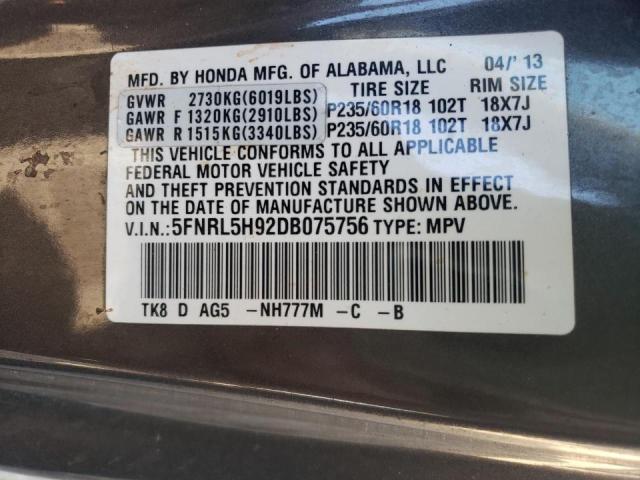 MFD. BY HONDA MFG. OF ALABAMA, LLC 04/'13
TIRE SIZE RIM SIZE
GVWR 2730KG(6019LBS)
GAWR F 1320KG(2910LBS) P235/60R18 102T 18X7J
GAWR R 1515KG(3340LBS) P235/60R18 102T 18X7J
THIS VEHICLE CONFORMS TO ALL APPLICABLE
FEDERAL MOTOR VEHICLE SAFETY
AND THEFT PREVENTION STANDARDS IN EFFECT
ON THE DATE OF MANUFACTURE SHOWN ABOVE.
V.I.N.:5FNRL5H92DB075756 TYPE: MPV
TK8 D AG5 -NH777M -C -B